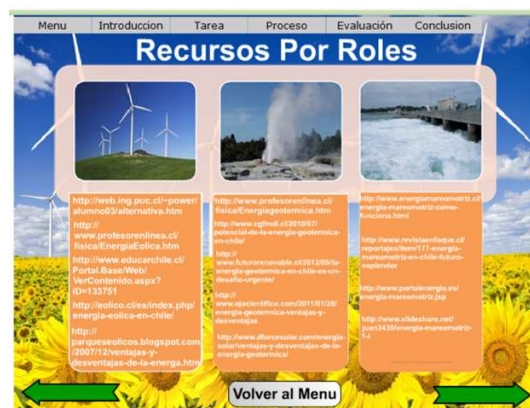 Menu Introduccion Tarea Proceso Evaluación Conclusion
Recursos Por Roles
http://web.ing.puc.cl/~power/
alumno03/alternativa.htm
http://
www.profesorenlinea.cl/
fisica/EnergiaEolica.htm
http://www.educarchile.cl/
Portal.Base/Web/
VerContenido.aspx?
ID=133751
http://eolico.cl/es/index.php/
energia-eolica-en-chile/
http://
parqueseolicos.blogspot.com
/2007/12/ventajas-y-
desventajas-de-la-energa.htm
http://www.profesorenlinea.cl/
fisica/Energiageotermica.htm
http://www.cgfmdl.cl/2010/07/
potencial-de-la-energia-geotermica-
en-chile/
http://
www.futurorenovable.cl/2012/05/la-
energia-geotermica-en-chile-es-un-
desafio-urgente/
http://
www.ojocientifico.com/2011/01/28/
energia-geotermica-ventajas-y-
desventajas
http://www.dforcesolar.com/energia-
solar/ventajas-y-desventajas-de-la-
energia-geotermica/
http://www.energiamareomotriz.cl/
energia-mareomotriz-como-
funciona.html
http://www.revistaenfoque.cl/
reportajes/item/177-energia-
mareomotriz-en-chile-futuro-
esplendor
http://www.portalenergia.es/
energia-mareomotriz.jsp
http://www.slideshare.net/
juan3430/energia-mareomotriz-
Volver al Menu